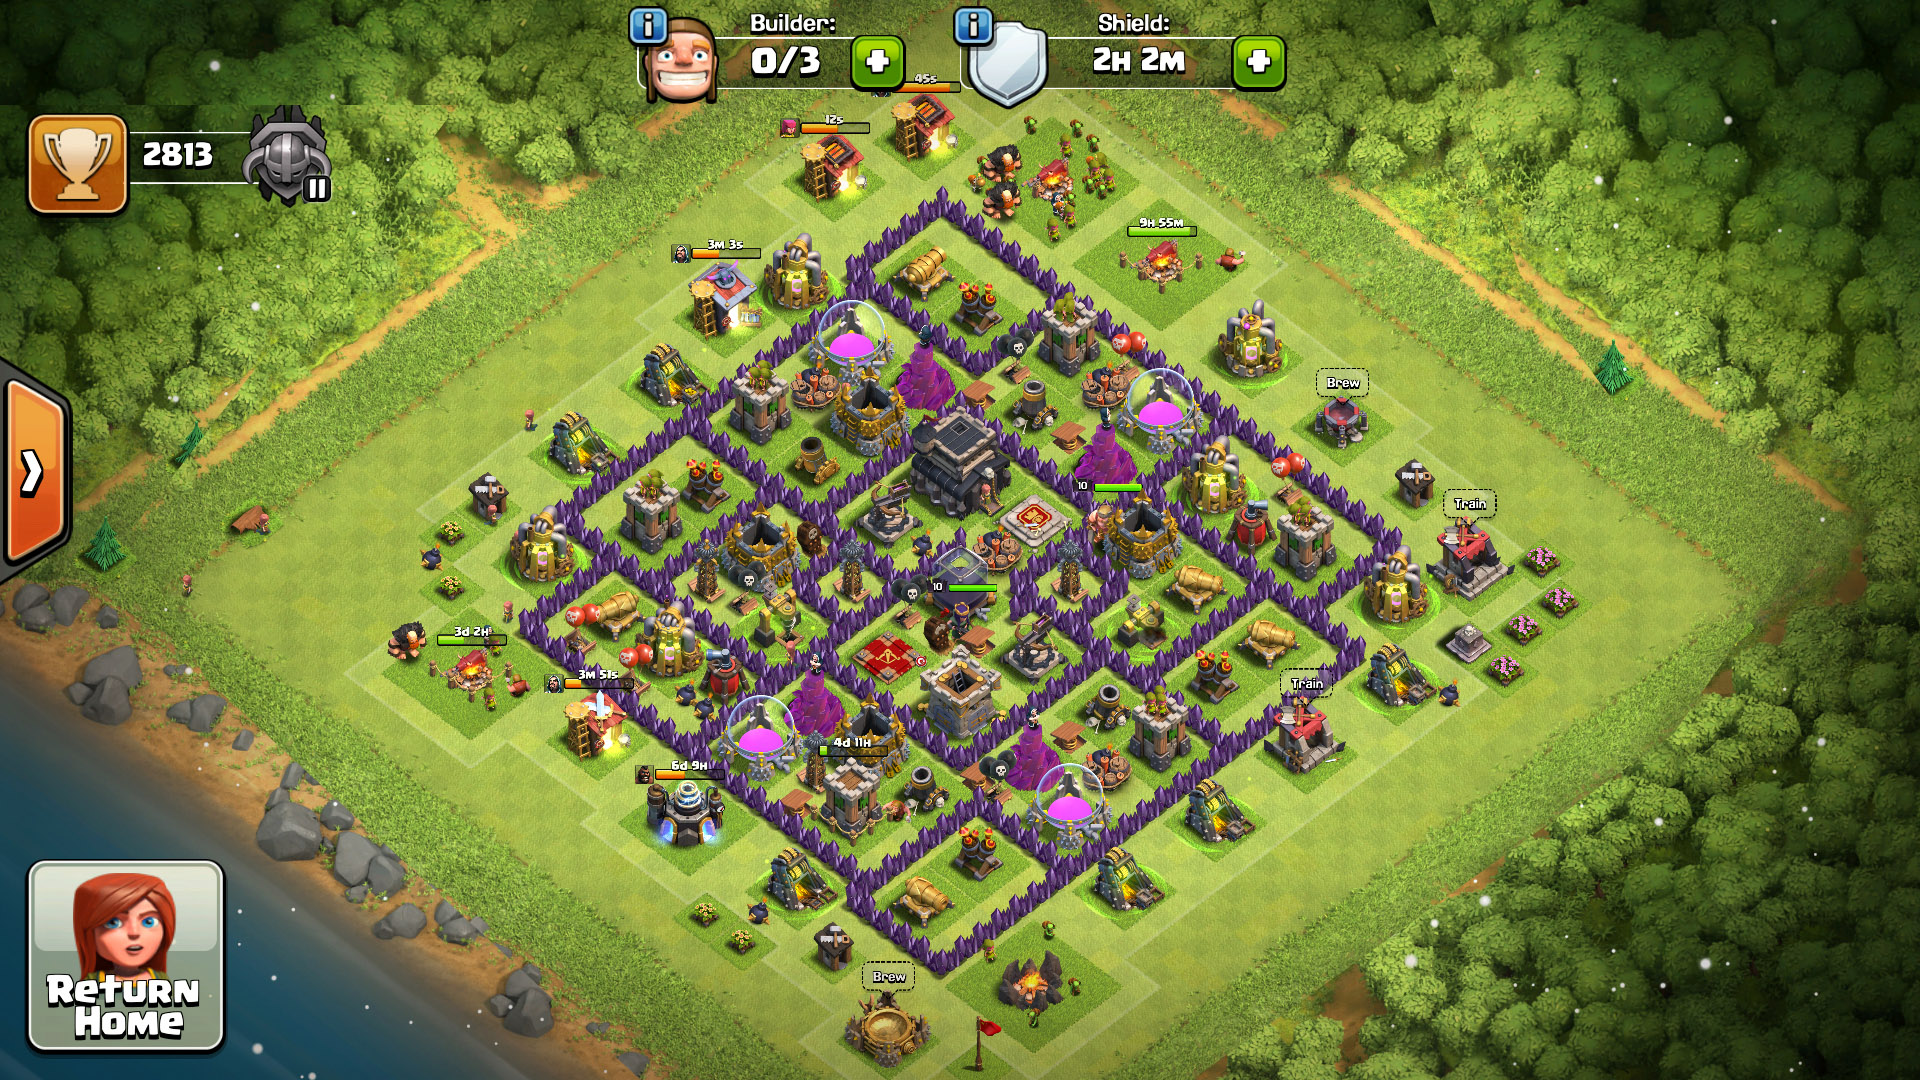 Builder:
0/3
Shield:
2H 2M
2813
II
45s
12s
9H 55M
3M 3s
Brew
Train
10
10
3d 2H
3M 51s
Train
4d 11H
6d 9H
Brew
Return
Home